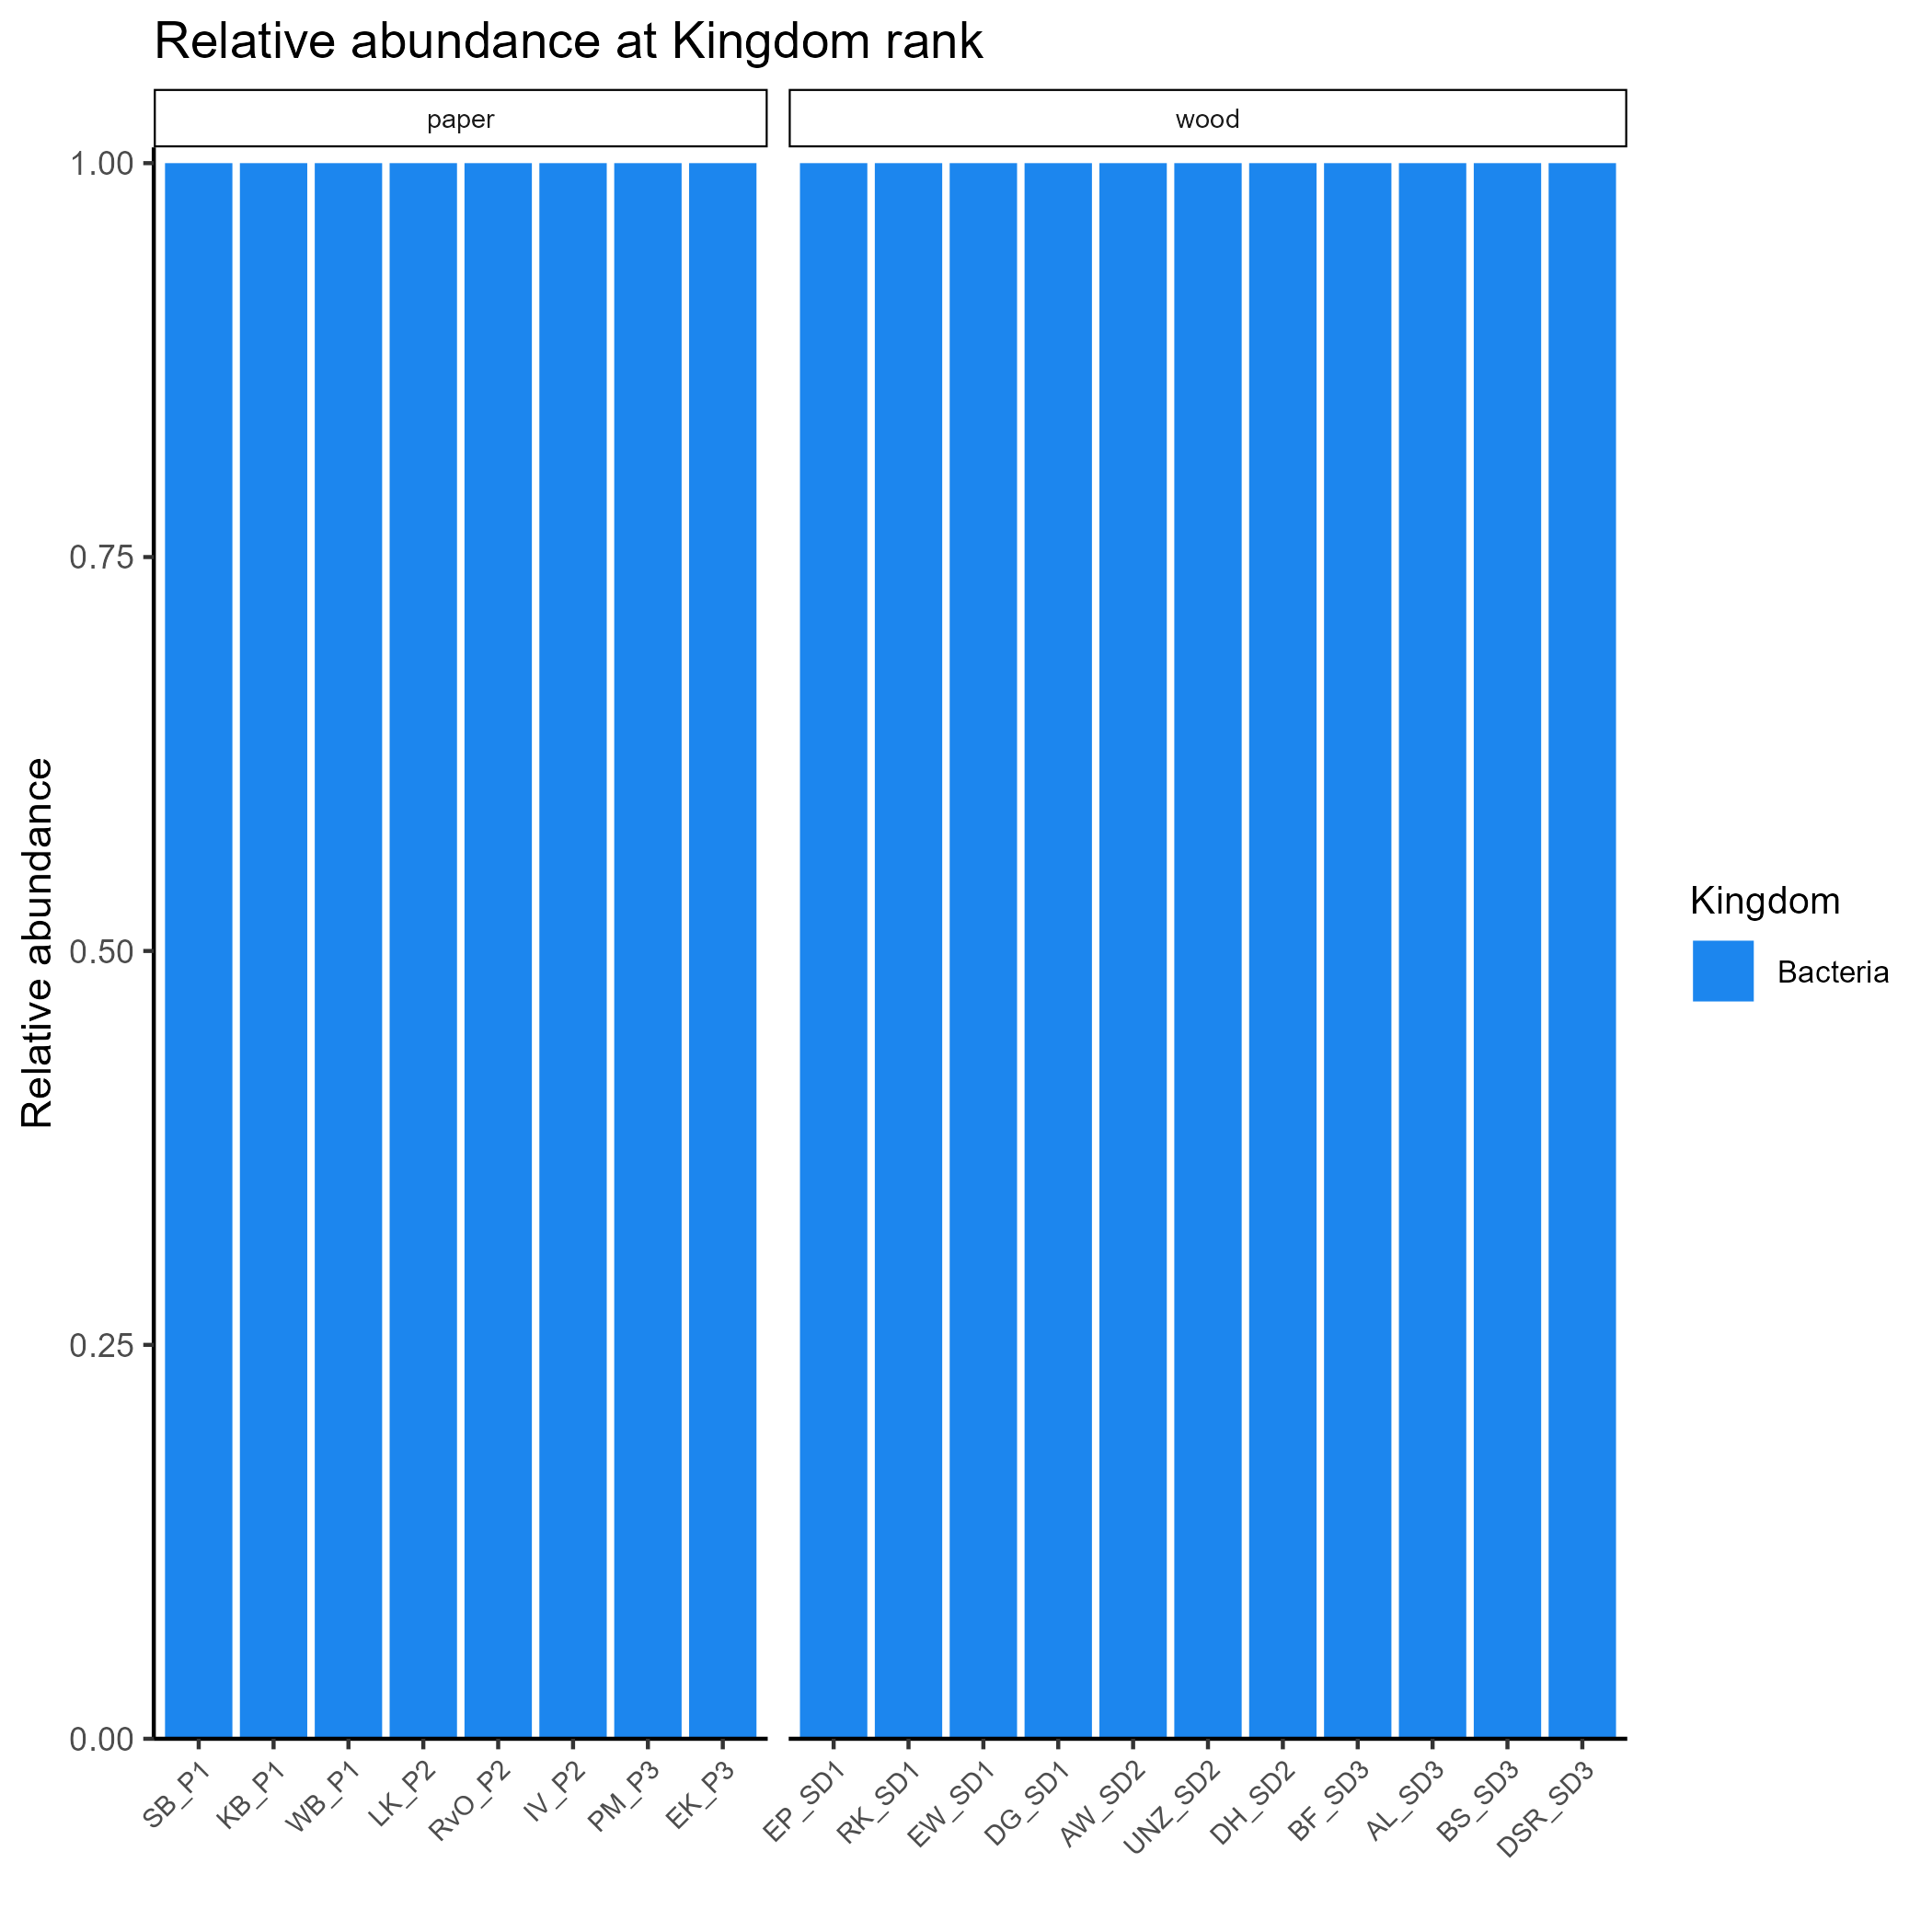 Relative abundance at Kingdom rank
paper
wood
1.00
0.75
0.50
0.25
0.00
Relative abundance
SB_P1
KB_P1
WB_P1
LK_P2
RvO_P2
IV_P2
PM_P3
EK_P3
EP_SD1
RK_SD1
EW_SD1
DG_SD1
AW_SD2
UNZ_SD2
DH_SD2
BF_SD3
AL_SD3
BS_SD3
DSR_SD3
Kingdom
Bacteria